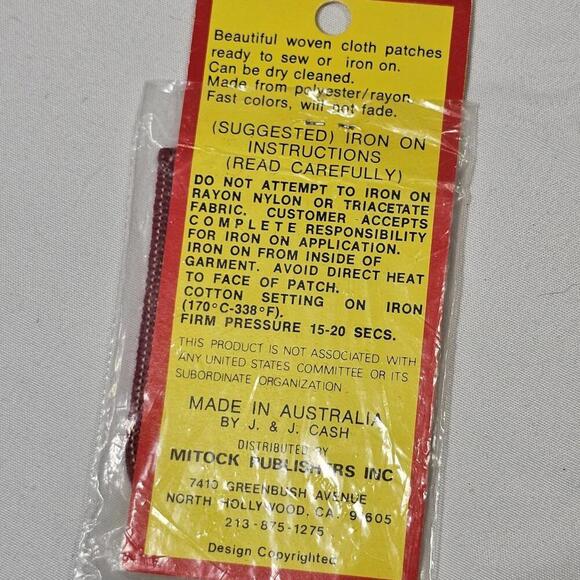 Beautiful woven cloth patches
ready to sew or iron on.
Can be dry cleaned.
Made from polyester/rayon.
Fast colors, will not fade.
(SUGGESTED) IRON ON
INSTRUCTIONS
(READ CAREFULLY)
DO NOT ATTEMPT TO IRON ON
RAYON NYLON OR TRIACETATE
FABRIC. CUSTOMER ACCEPTS
COMPLETE RESPONSIBILITY
FOR IRON ON APPLICATION.
IRON ON FROM INSIDE OF
GARMENT. AVOID DIRECT HEAT
TO FACE OF PATCH.
COTTON SETTING ON IRON
(170°C-338°F).
FIRM PRESSURE 15-20 SECS.
THIS PRODUCT IS NOT ASSOCIATED WITH
ANY UNITED STATES COMMITTEE OR ITS
SUBORDINATE ORGANIZATION.
MADE IN AUSTRALIA
BY J. & J. CASH
DISTRIBUTED BY
MITOCK PUBLISHERS INC
7410 GREENBUSH AVENUE
NORTH HOLLYWOOD, CA. 91605
213-875-1275
Design Copyrighted